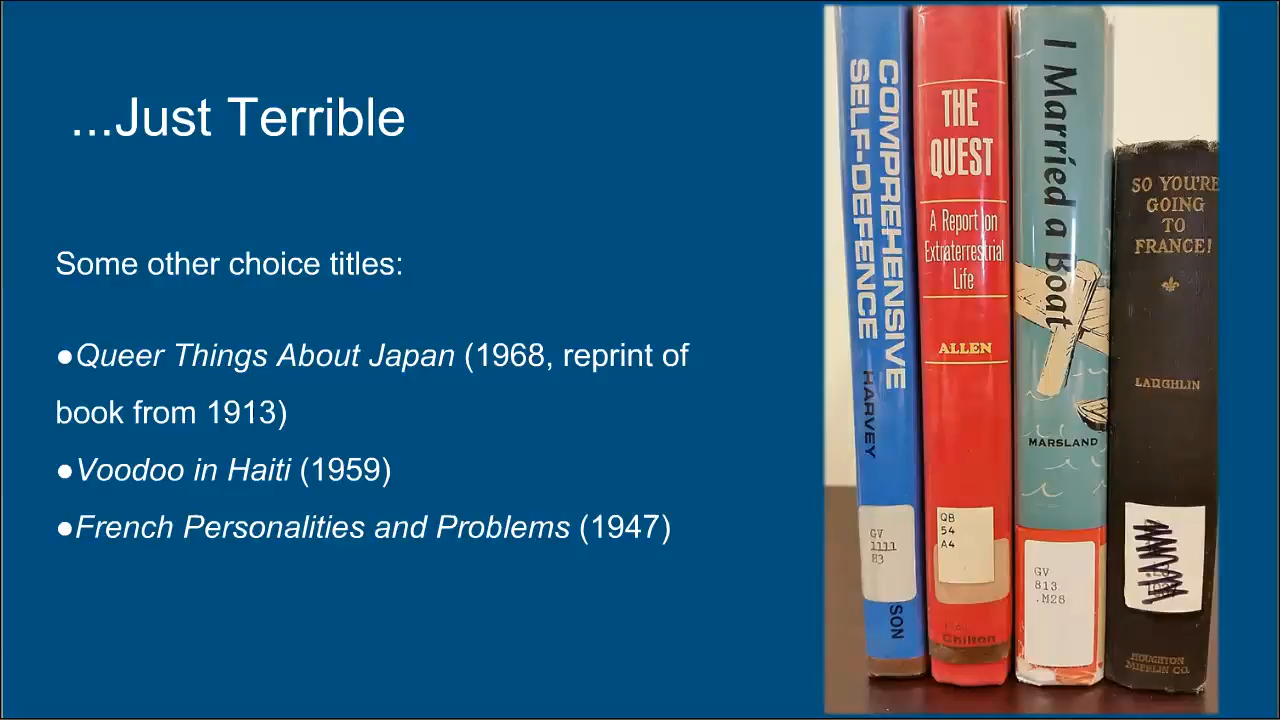 ...Just Terrible
Some other choice titles:
●Queer Things About Japan (1968, reprint of
book from 1913)
●Voodoo in Haiti (1959)
●French Personalities and Problems (1947)
COMPREHENSIVE
SELF-DEFENCE
HARVEY
GV
1111
H3
SON
THE
QUEST
A Report on
Extraterrestrial
Life
ALLEN
QB
54
A4
Chilton
I Married a Boat
MARSLAND
GV
813
.M28
SO YOU'RE
GOING
TO
FRANCE!
LAUGHLIN
HOUGHTON
MIFFLIN CO.